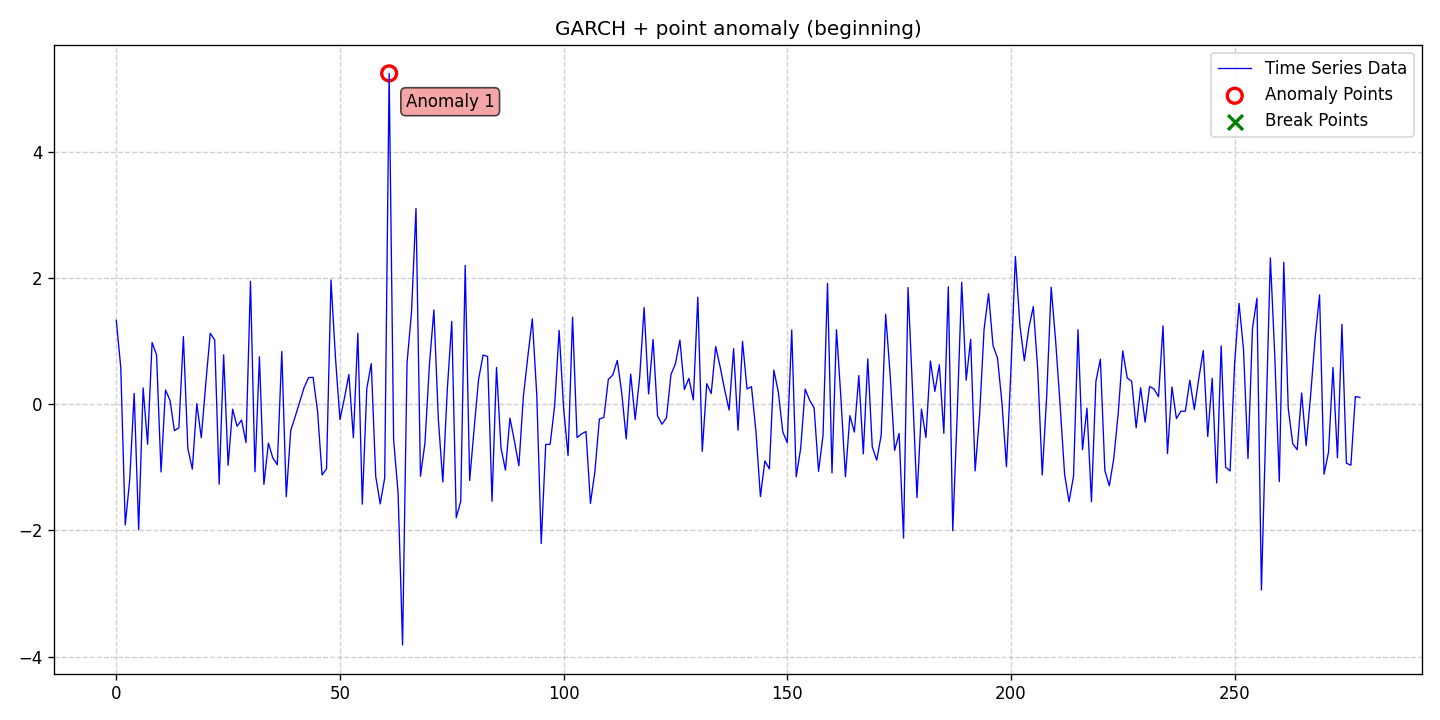 GARCH + point anomaly (beginning)
Time Series Data
Anomaly Points
Break Points
Anomaly 1
4
2
0
−2
−4
0 50 100 150 200 250